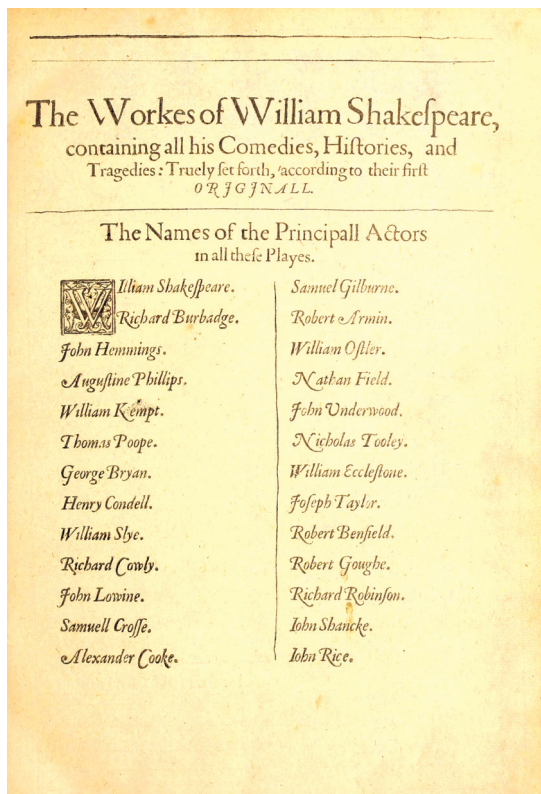 The Workes of William Shakeſpeare,
containing all his Comedies, Hiſtories, and
Tragedies: Truely ſet forth, according to their firſt
ORJGJNALL.
The Names of the Principall Actors
in all theſe Playes.
William Shakeſpeare.
Richard Burbadge.
John Hemmings.
Auguſtine Phillips.
William Kempt.
Thomas Poope.
George Bryan.
Henry Condell.
William Slye.
Richard Cowly.
John Lowine.
Samuell Croſſe.
Alexander Cooke.
Samuel Gilburne.
Robert Armin.
William Oſtler.
Nathan Field.
John Underwood.
Nicholas Tooley.
William Eccleſtone.
Joſeph Taylor.
Robert Benfield.
Robert Goughe.
Richard Robinſon.
Iohn Shancke.
Iohn Rice.